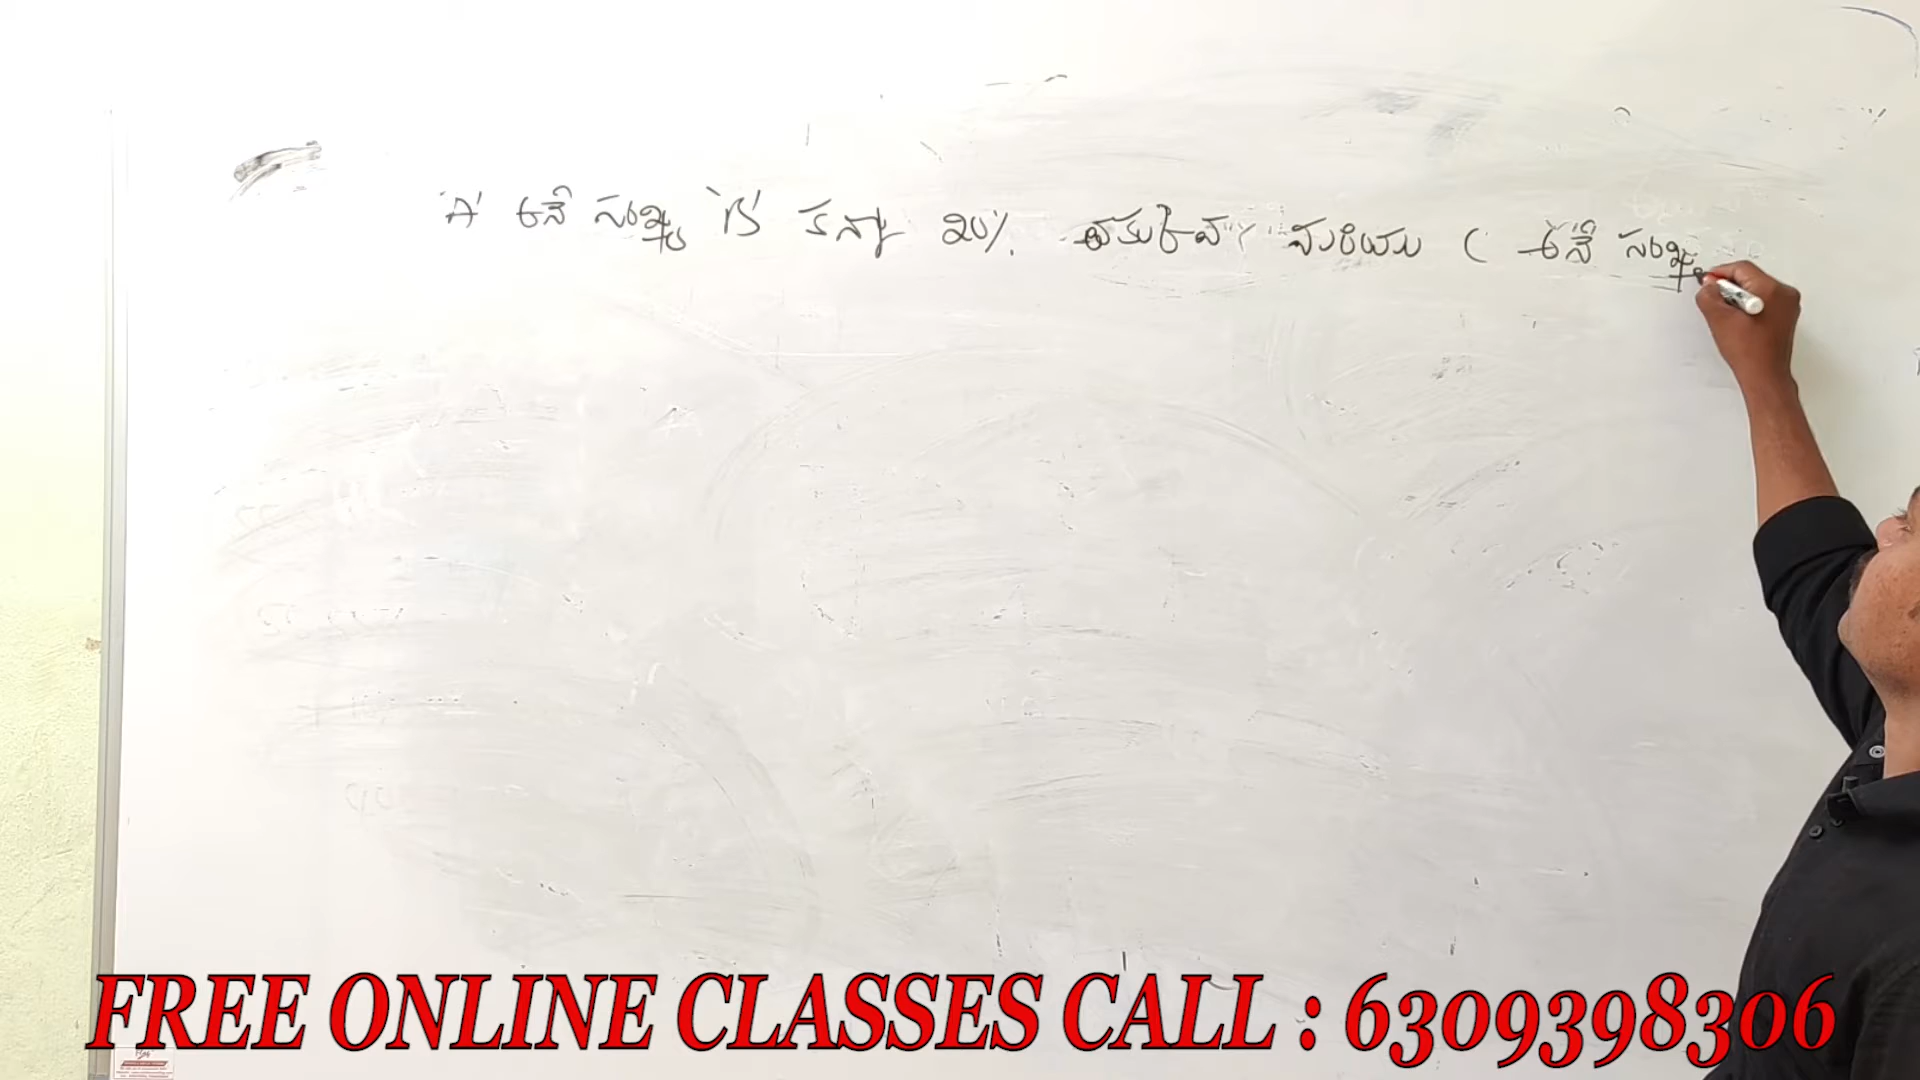 'A' అనే సంఖ్య 'B' కన్నా 20% తక్కువ మరియు C అనే సంఖ్య
FREE ONLINE CLASSES CALL : 6309398306